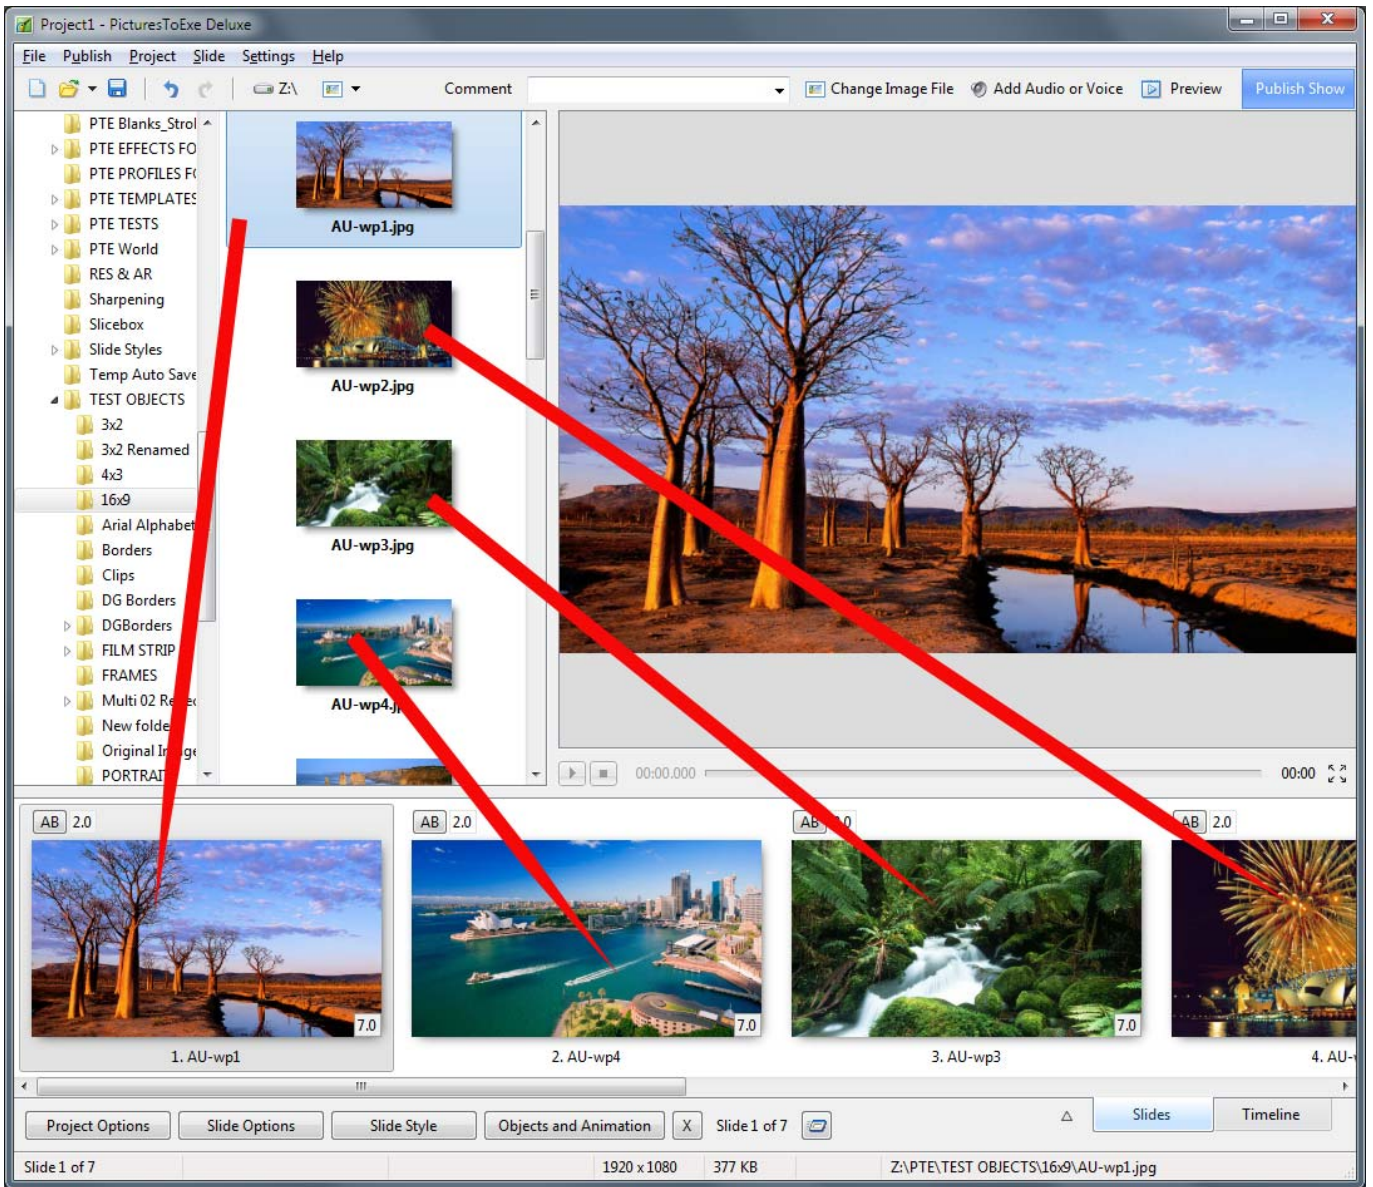 Project1 - PicturesToExe Deluxe
File Publish Project Slide Settings Help
Z:\ Comment Change Image File Add Audio or Voice Preview Publish Show
PTE Blanks_Strol
PTE EFFECTS FO
PTE PROFILES F
PTE TEMPLATES
PTE TESTS
PTE World
RES & AR
Sharpening
Slicebox
Slide Styles
Temp Auto Save
TEST OBJECTS
3x2
3x2 Renamed
4x3
16x9
Arial Alphabet
Borders
Clips
DG Borders
DGBorders
FILM STRIP
FRAMES
Multi 02
New folde
Original
PORTRAI
AU-wp1.jpg
AU-wp2.jpg
AU-wp3.jpg
AU-wp4.jp
00:00.000 00:00
AB 2.0 AB 2.0 AB AB 2.0
7.0 7.0 7.0
1. AU-wp1 2. AU-wp4 3. AU-wp3 4. AU-
Project Options Slide Options Slide Style Objects and Animation X Slide 1 of 7 Slides Timeline
Slide 1 of 7 1920 x 1080 377 KB Z:\PTE\TEST OBJECTS\16x9\AU-wp1.jpg